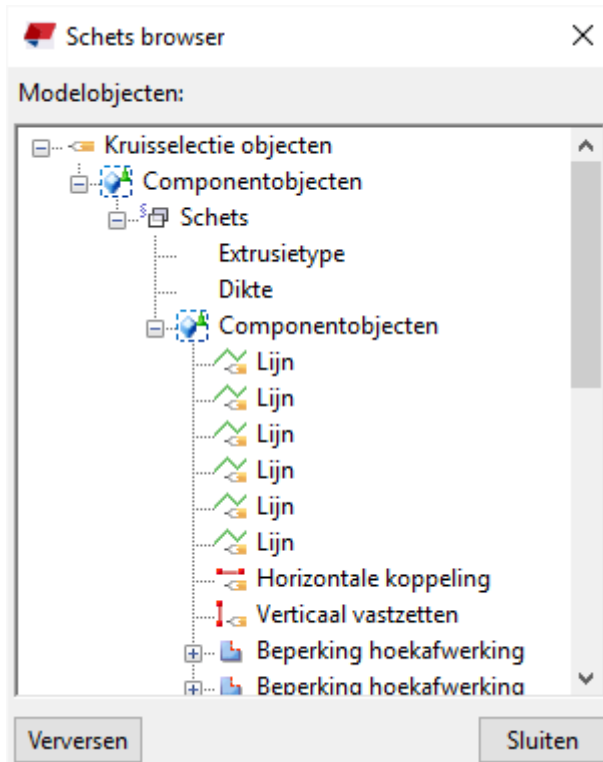 Schets browser
Modelobjecten:
Kruisselectie objecten
Componentobjecten
Schets
Extrusietype
Dikte
Componentobjecten
Lijn
Lijn
Lijn
Lijn
Lijn
Lijn
Horizontale koppeling
Verticaal vastzetten
Beperking hoekafwerking
Beperking hoekafwerking
Verversen
Sluiten